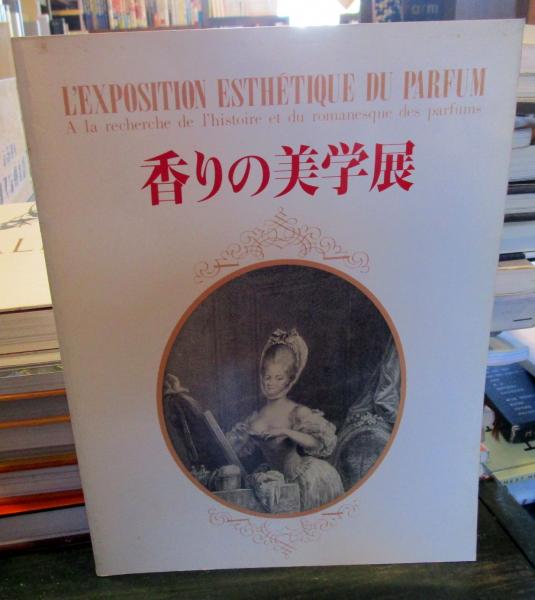 L'EXPOSITION ESTHÉTIQUE DU PARFUM
A la recherche de l'histoire et du romanesque des parfums
香りの美学展